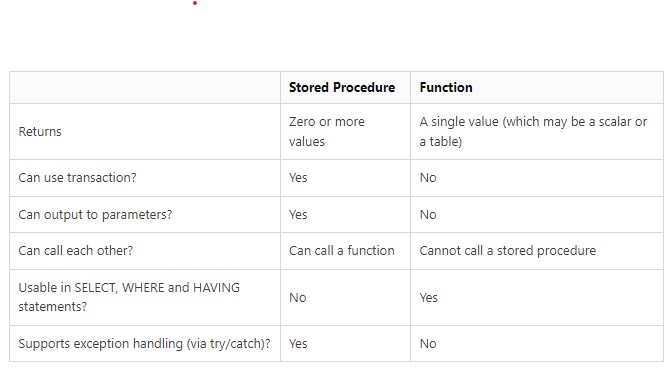 Stored Procedure Function
Returns
Zero or more
values
A single value (which may be a scalar or
a table)
Can use transaction? Yes No
Can output to parameters? Yes No
Can call each other? Can call a function Cannot call a stored procedure
Usable in SELECT, WHERE and HAVING
statements?
No Yes
Supports exception handling (via try/catch)? Yes No